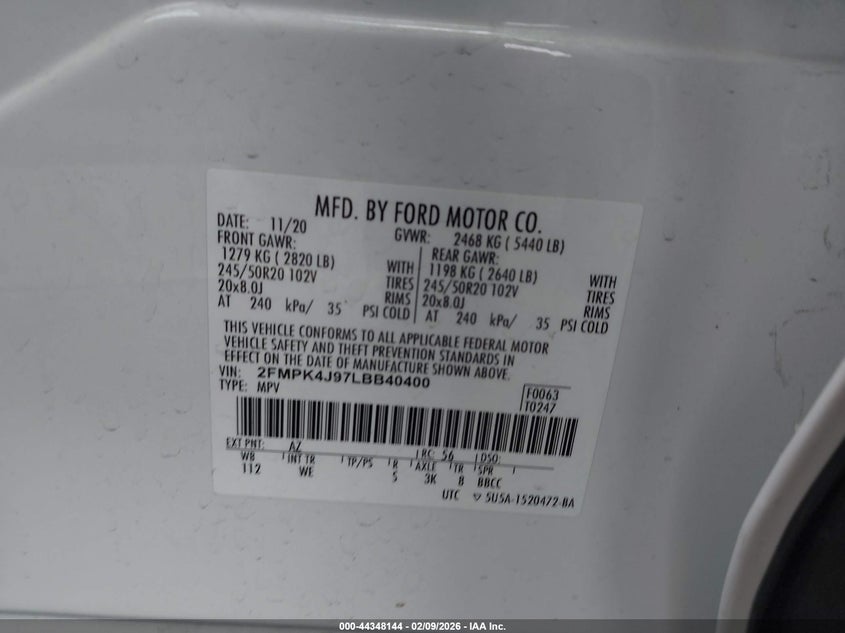 MFD. BY FORD MOTOR CO.
DATE: 11/20 GVWR: 2468 KG ( 5440 LB)
FRONT GAWR: REAR GAWR:
1279 KG ( 2820 LB) WITH 1198 KG ( 2640 LB) WITH
245/50R20 102V TIRES 245/50R20 102V TIRES
20x8.0J RIMS 20x8.0J RIMS
AT 240 kPa/ 35 PSI COLD AT 240 kPa/ 35 PSI COLD
THIS VEHICLE CONFORMS TO ALL APPLICABLE FEDERAL MOTOR
VEHICLE SAFETY AND THEFT PREVENTION STANDARDS IN
EFFECT ON THE DATE OF MANUFACTURE SHOWN ABOVE.
VIN: 2FMPK4J97LBB40400
TYPE: MPV
F0063
T0247
EXT PNT: AZ RC: 56 DSO:
WB INT TR TP/PS R AXLE TR SPR
112 WE 5 3K 8 BBCC
UTC 5U5A-1520472-BA
000-44348144 - 02/09/2026 - IAA Inc.